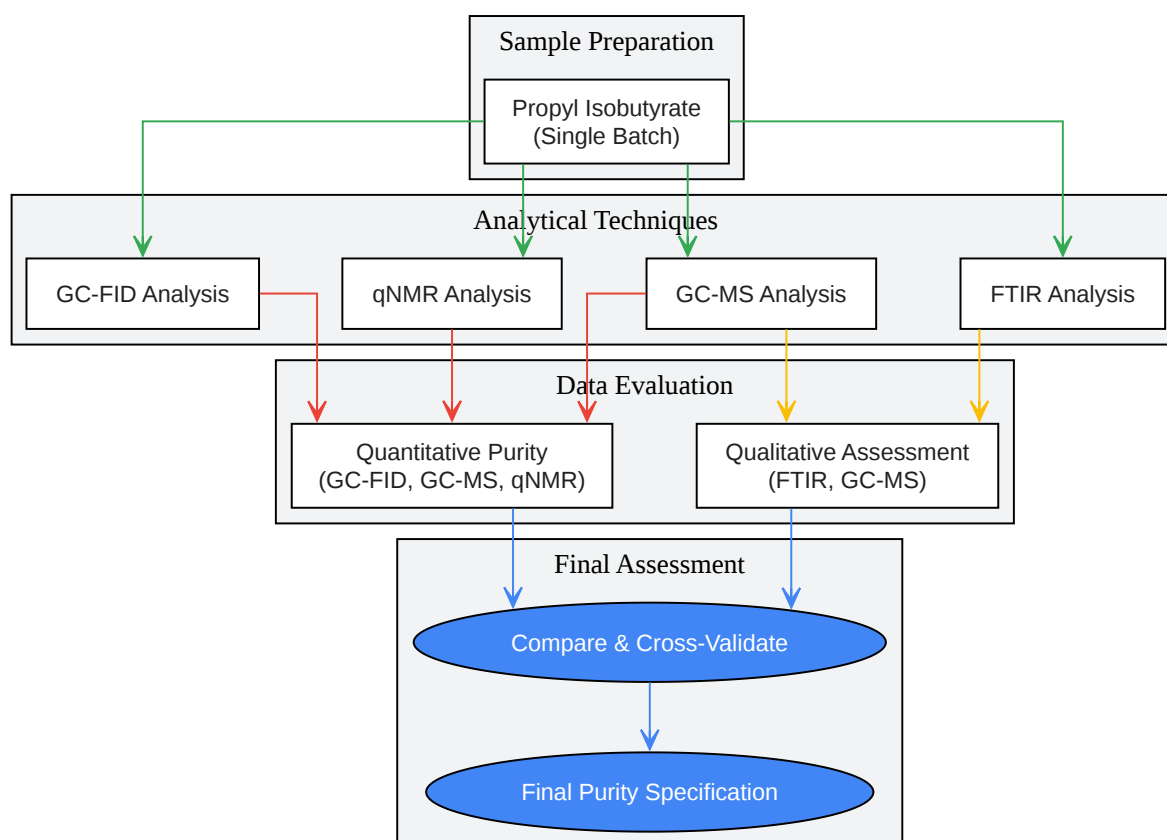 Sample Preparation
Propyl Isobutyrate
(Single Batch)
Analytical Techniques
GC-FID Analysis
qNMR Analysis
GC-MS Analysis
FTIR Analysis
Data Evaluation
Quantitative Purity
(GC-FID, GC-MS, qNMR)
Qualitative Assessment
(FTIR, GC-MS)
Final Assessment
Compare & Cross-Validate
Final Purity Specification